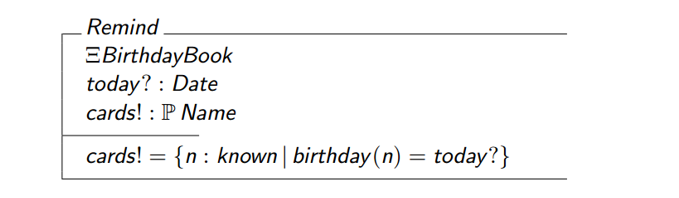 Remind
ΞBirthdayBook
today? : Date
cards! : ℙ Name
cards! = {n : known | birthday(n) = today?}